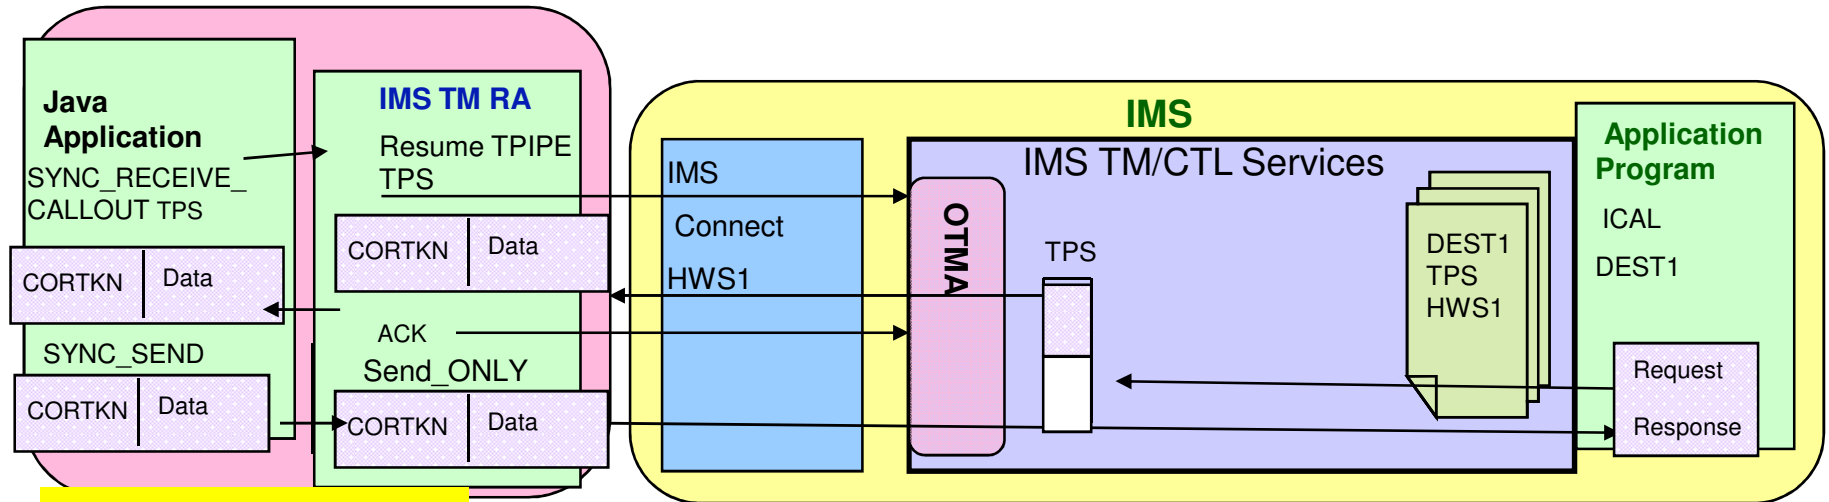 Java
Application
SYNC_RECEIVE_
CALLOUT TPS
CORTKN
Data
SYNC_SEND
CORTKN
Data
IMS TM RA
Resume TPIPE
TPS
CORTKN
Data
ACK
Send_ONLY
CORTKN
Data
IMS
IMS
Connect
HWS1
IMS TM/CTL Services
OTMA
TPS
DEST1
TPS
HWS1
Application
Program
ICAL
DEST1
Request
Response